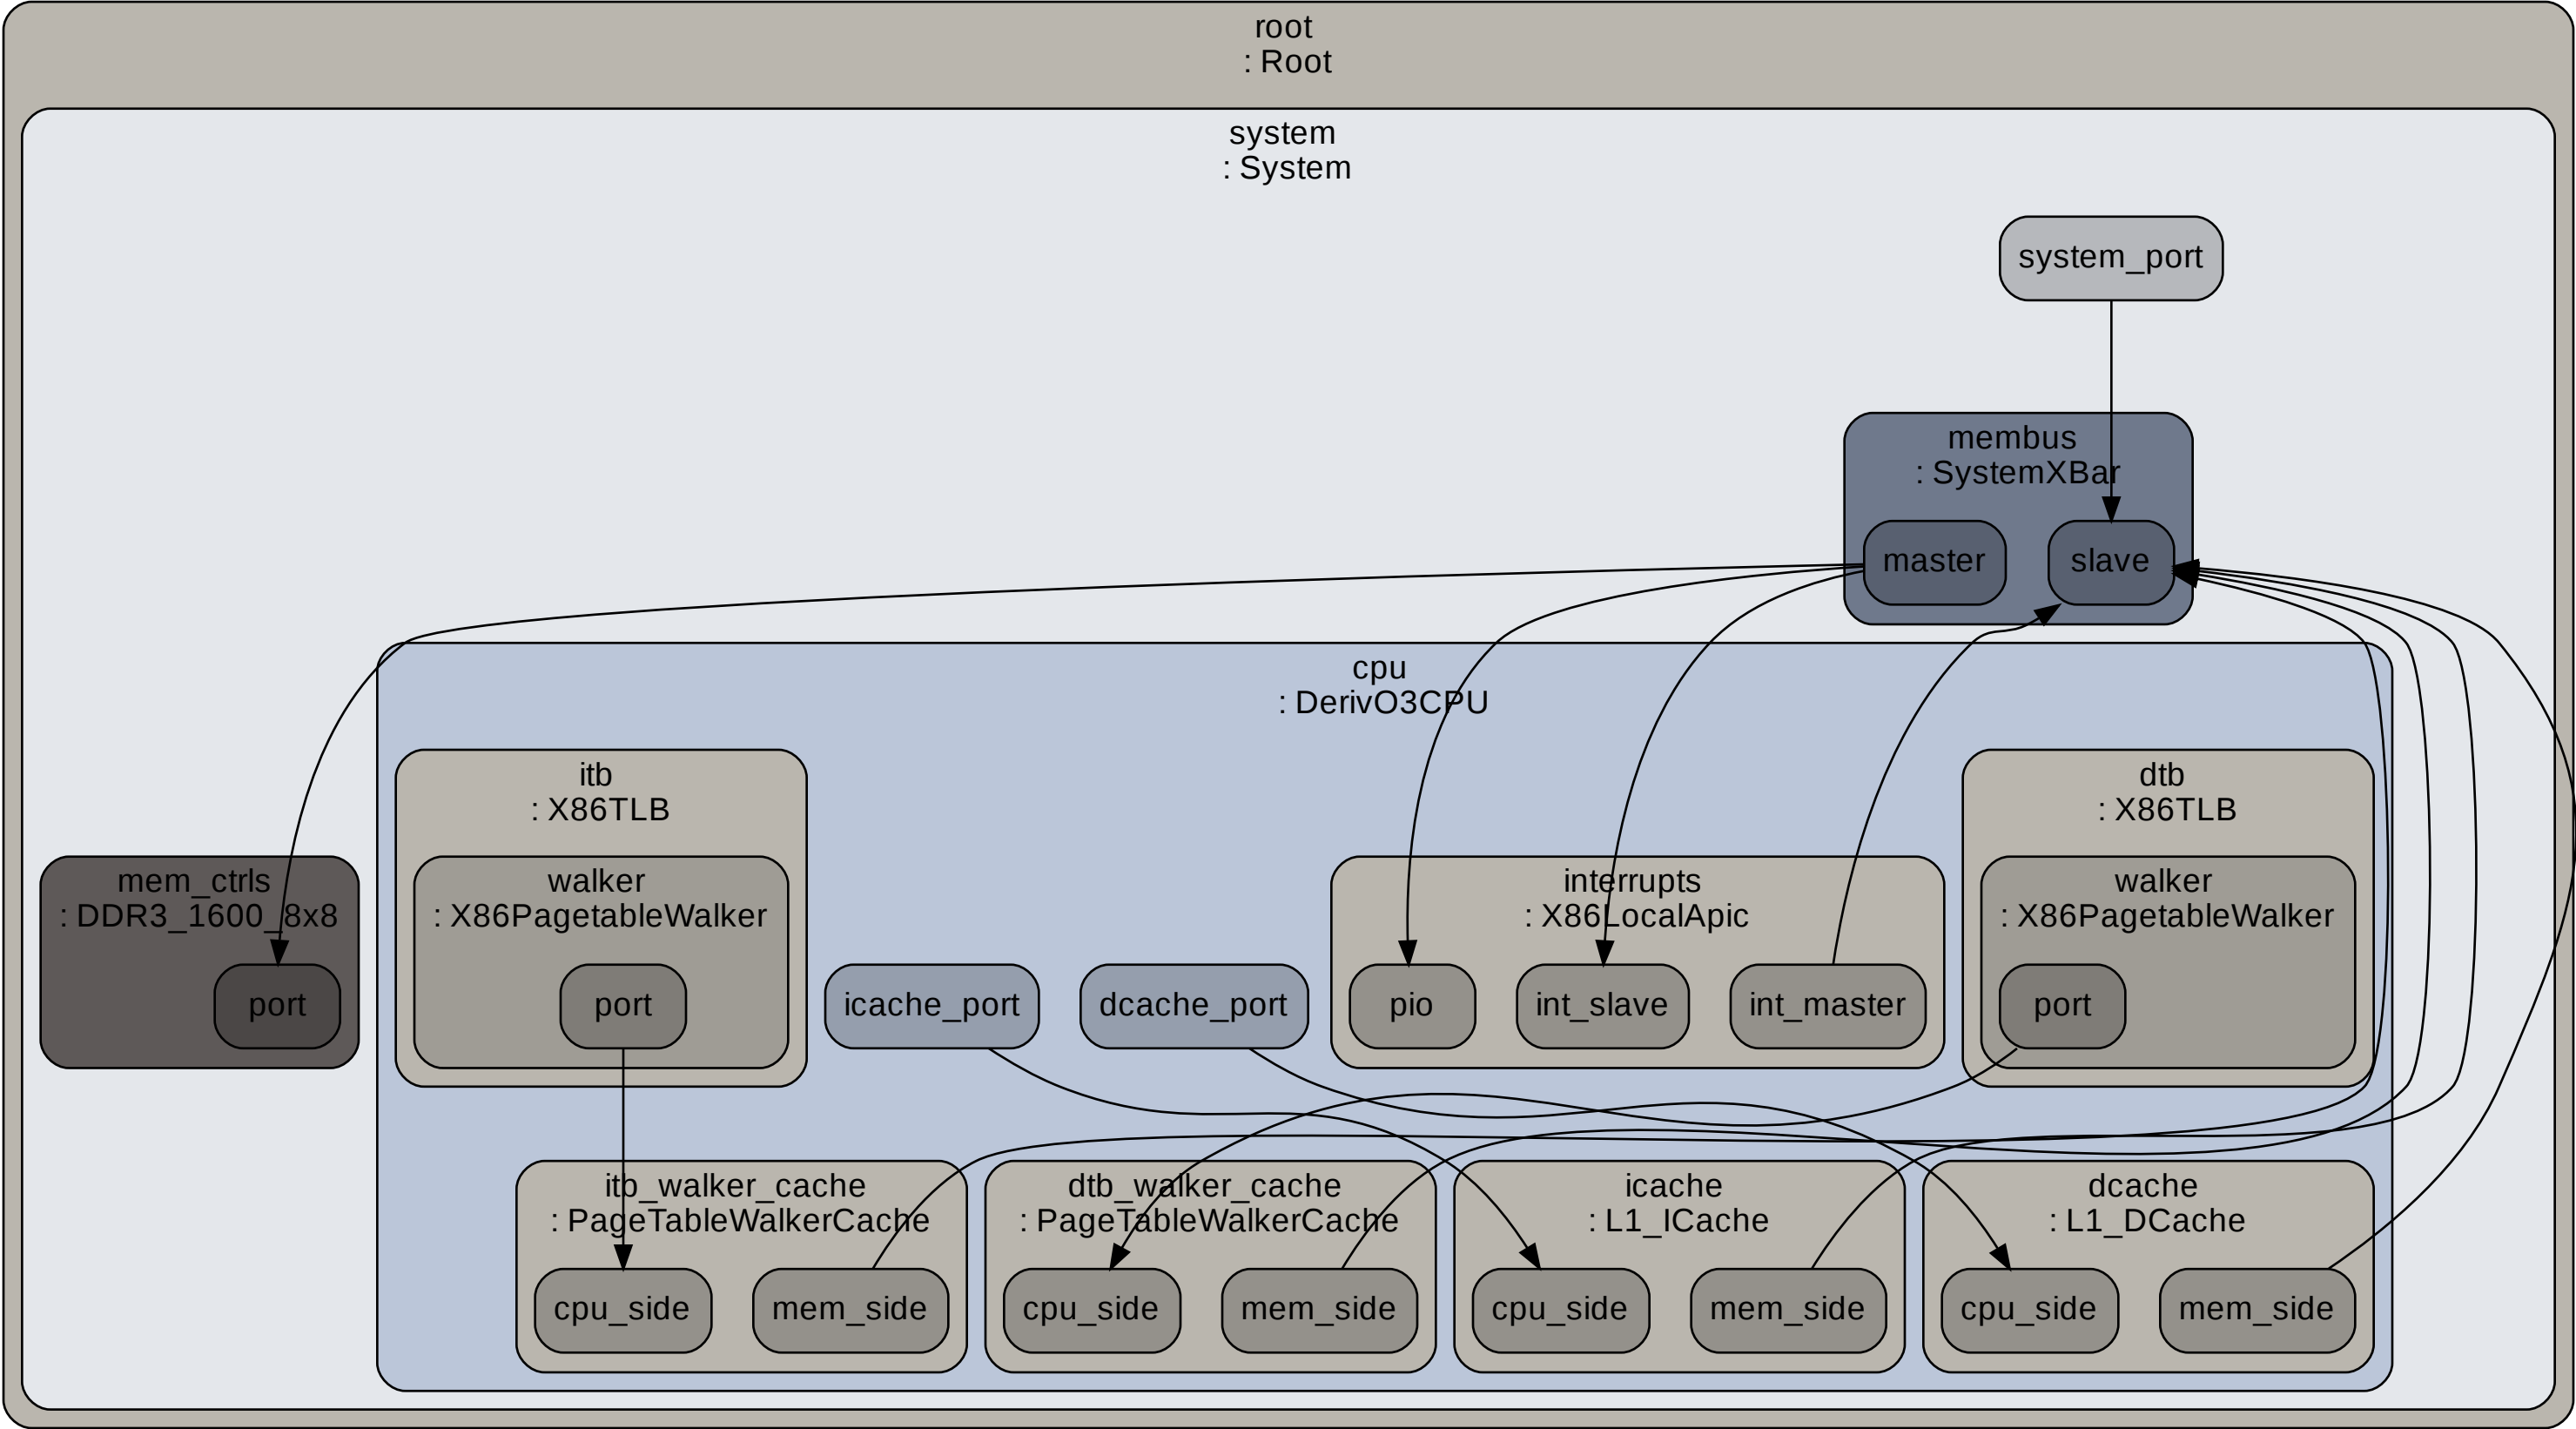 root
: Root
system
: System
system_port
membus
: SystemXBar
master
slave
cpu
: DerivO3CPU
itb
: X86TLB
dtb
: X86TLB
mem_ctrls
: DDR3_1600_8x8
port
walker
: X86PagetableWalker
port
icache_port
dcache_port
interrupts
: X86LocalApic
pio
int_slave
int_master
walker
: X86PagetableWalker
port
itb_walker_cache
: PageTableWalkerCache
cpu_side
mem_side
dtb_walker_cache
: PageTableWalkerCache
cpu_side
mem_side
icache
: L1_ICache
cpu_side
mem_side
dcache
: L1_DCache
cpu_side
mem_side